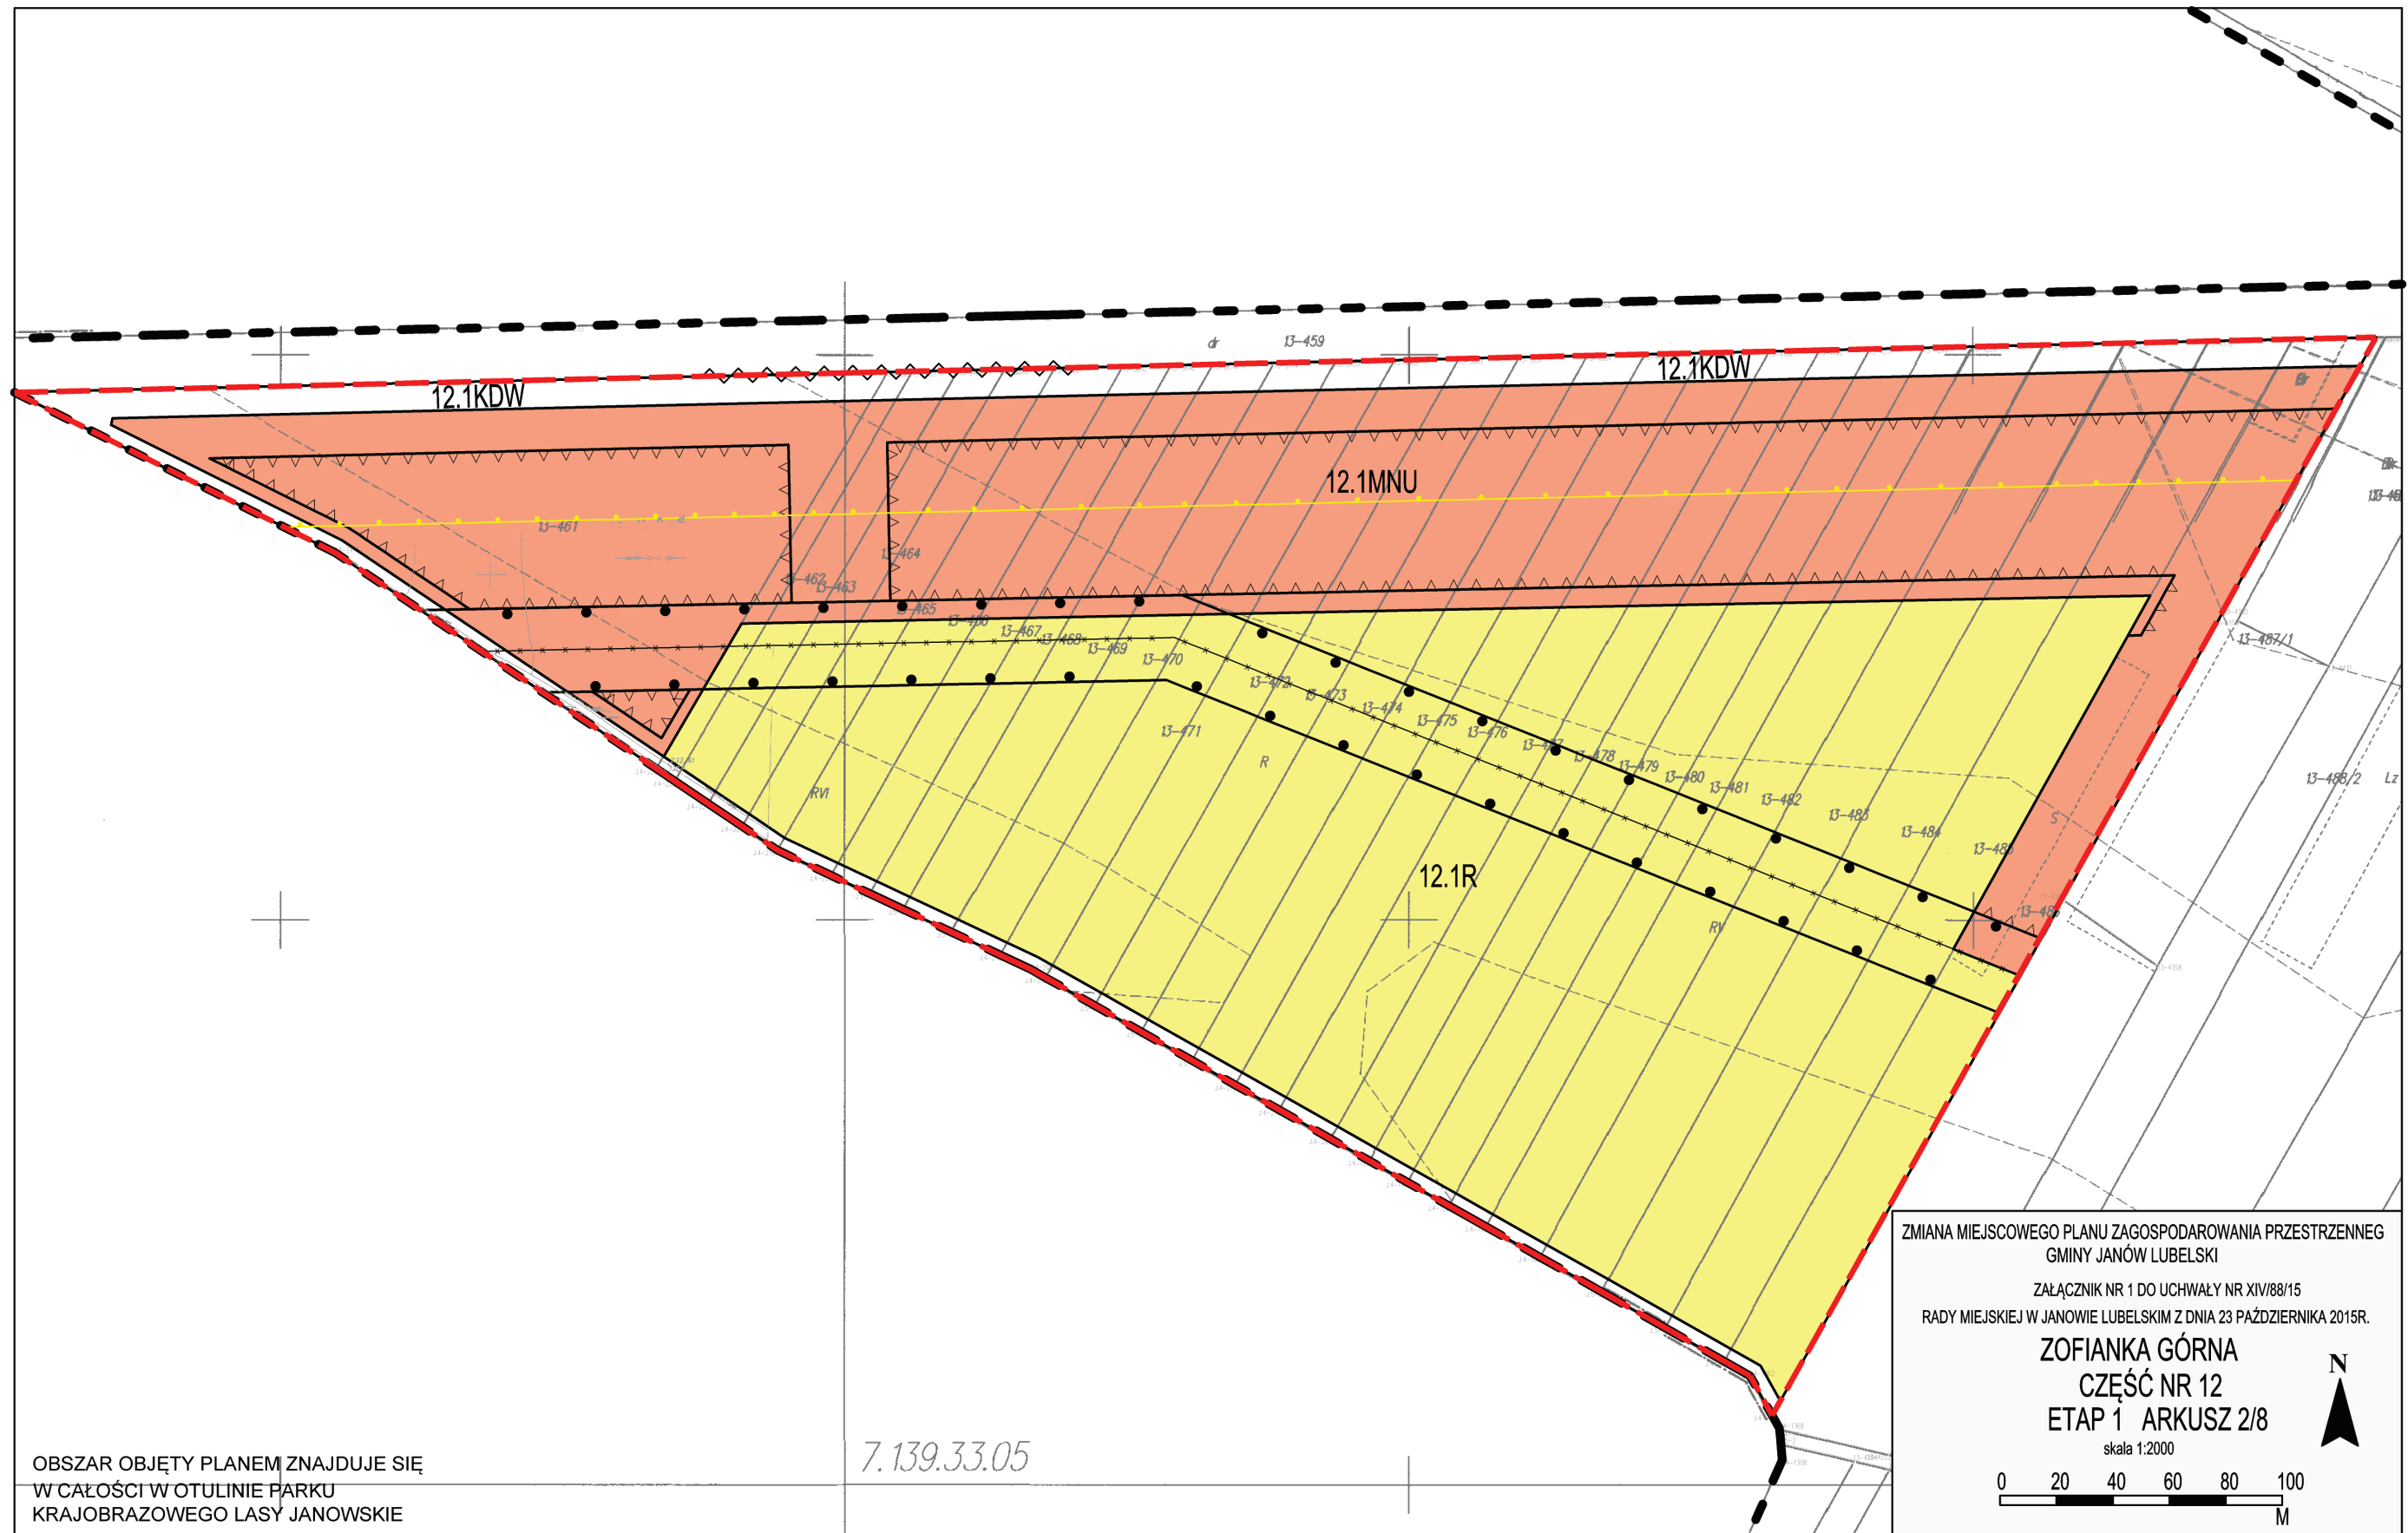 dr
13-459
12.1KDW
12.1KDW
Br
12.1MNU
13-461
13-464
13-462
13-463
13-465
13-466
13-467
13-468
13-469
13-470
13-487/1
13-472
13-473
13-474
13-475
13-476
13-471
13-477
13-478
13-479
13-480
13-481
13-482
13-483
13-484
13-485
R
RVI
13-488/2
Lz
S
12.1R
13-486
RV
ZMIANA MIEJSCOWEGO PLANU ZAGOSPODAROWANIA PRZESTRZENNEG
GMINY JANÓW LUBELSKI
ZAŁĄCZNIK NR 1 DO UCHWAŁY NR XIV/88/15
RADY MIEJSKIEJ W JANOWIE LUBELSKIM Z DNIA 23 PAŹDZIERNIKA 2015R.
ZOFIANKA GÓRNA
CZĘŚĆ NR 12
ETAP 1 ARKUSZ 2/8
skala 1:2000
N
0 20 40 60 80 100
M
7.139.33.05
OBSZAR OBJĘTY PLANEM ZNAJDUJE SIĘ
W CAŁOŚCI W OTULINIE PARKU
KRAJOBRAZOWEGO LASY JANOWSKIE